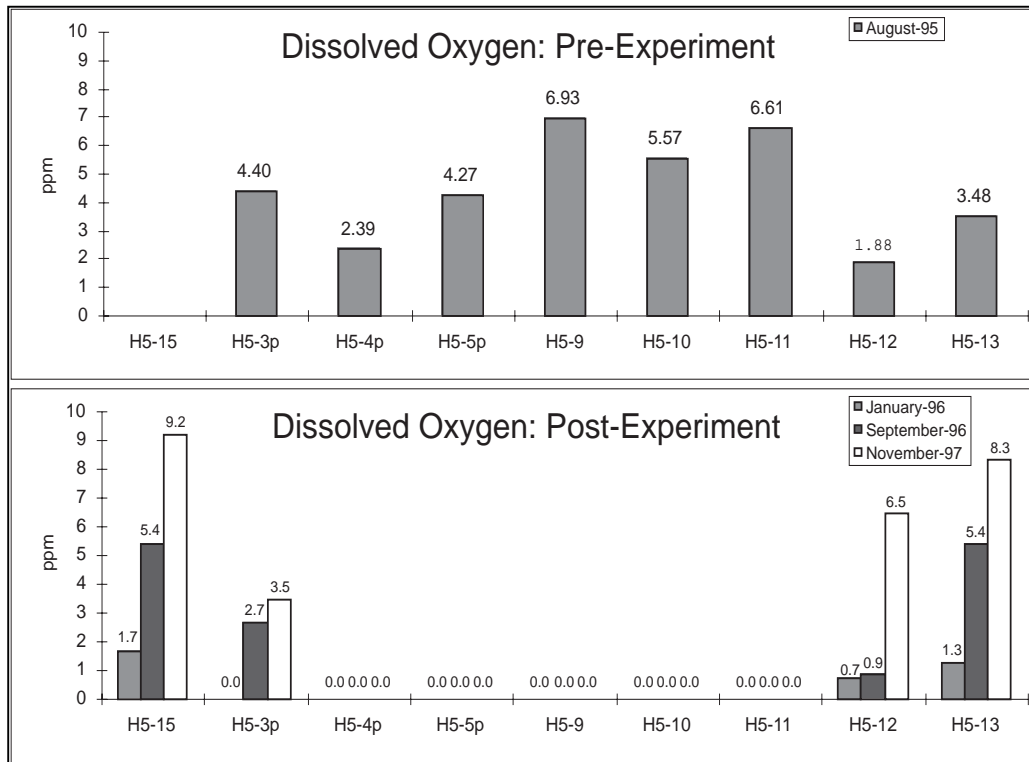 Dissolved Oxygen: Pre-Experiment
August-95
ppm
10
9
8
7
6
5
4
3
2
1
0
4.40
2.39
4.27
6.93
5.57
6.61
1.88
3.48
H5-15 H5-3p H5-4p H5-5p H5-9 H5-10 H5-11 H5-12 H5-13
Dissolved Oxygen: Post-Experiment
January-96
September-96
November-97
ppm
10
9
8
7
6
5
4
3
2
1
0
1.7 5.4 9.2
0.0 2.7 3.5
0.0 0.0 0.0
0.0 0.0 0.0
0.0 0.0 0.0
0.0 0.0 0.0
0.0 0.0 0.0
0.7 0.9 6.5
1.3 5.4 8.3
H5-15 H5-3p H5-4p H5-5p H5-9 H5-10 H5-11 H5-12 H5-13